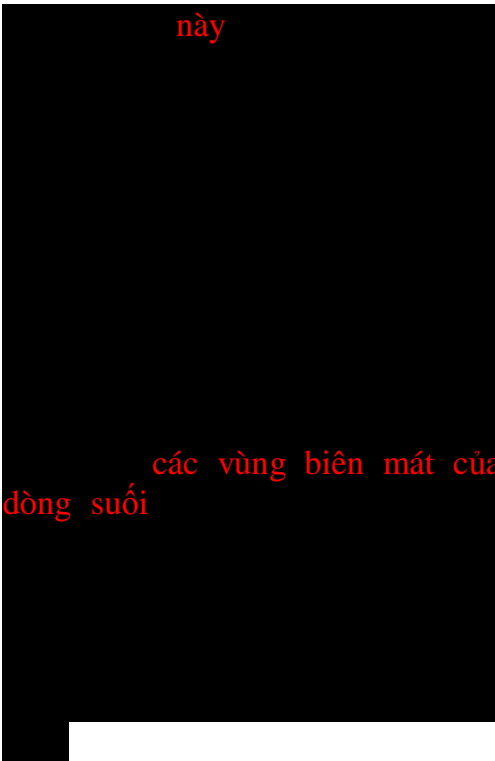 này
các vùng biên mát của
dòng suối